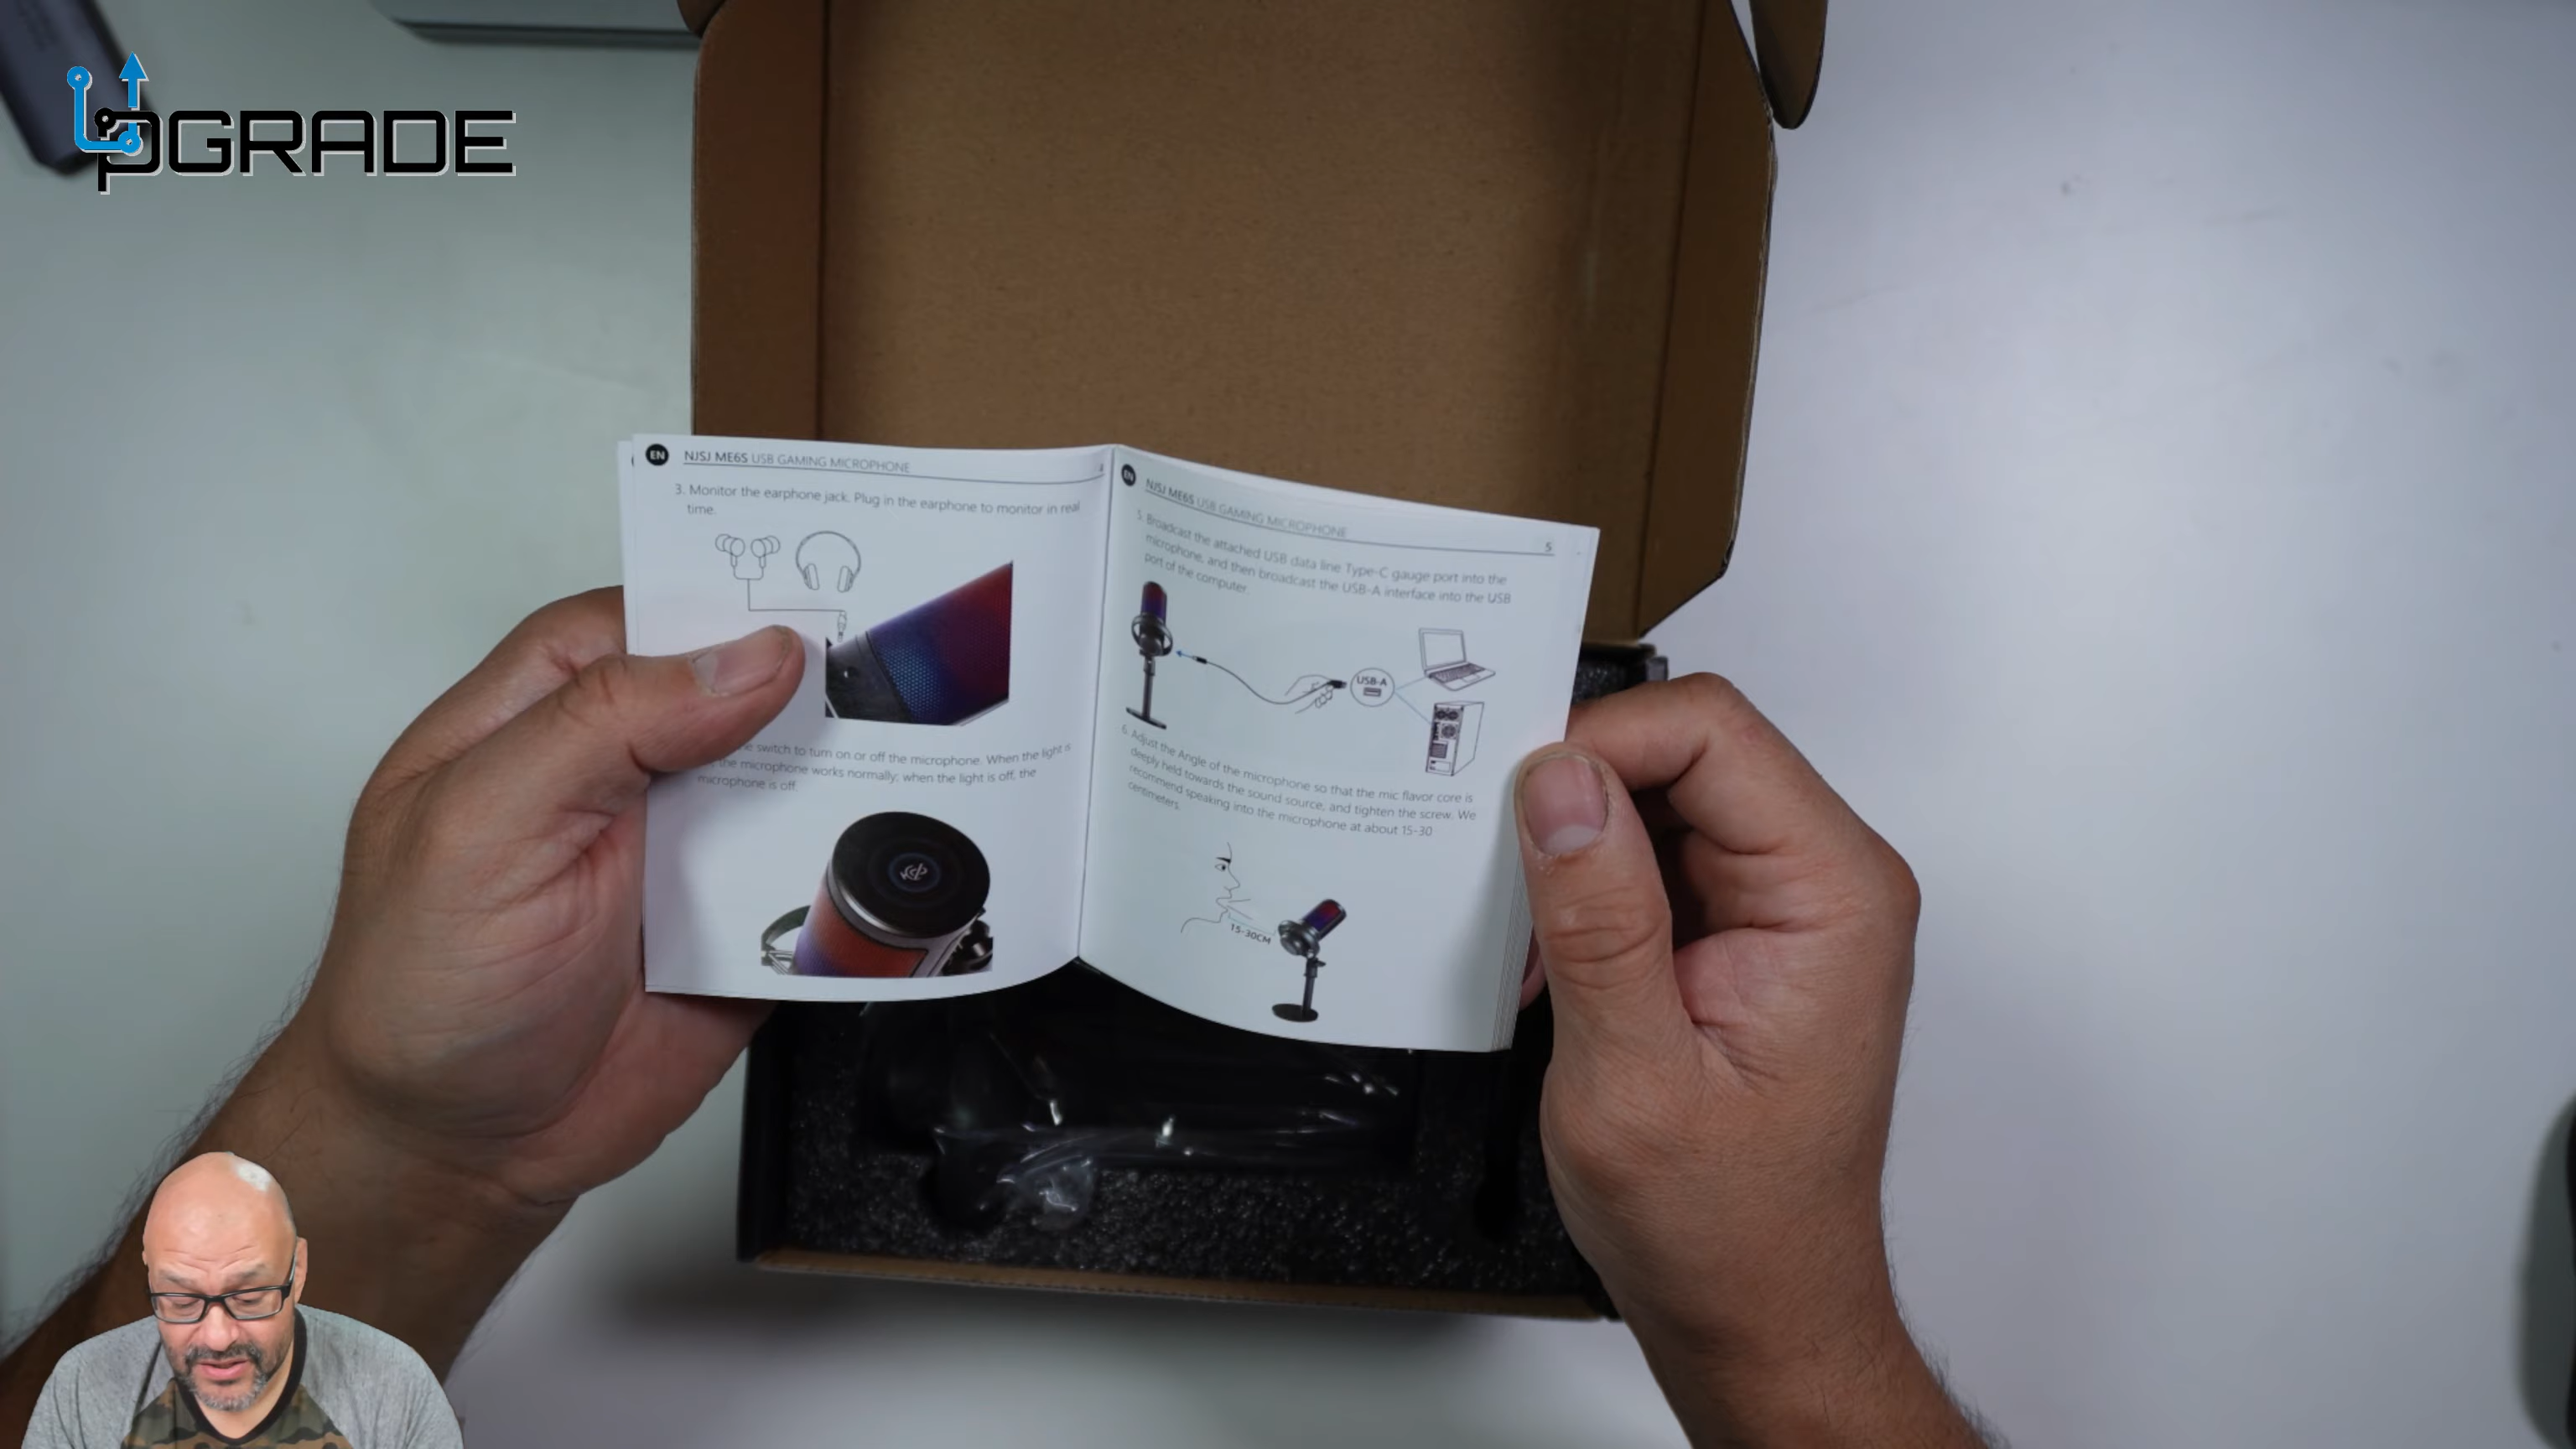 UPGRADE
EN NJSJ ME6S USB GAMING MICROPHONE
3. Monitor the earphone jack. Plug in the earphone to monitor in real
time.
switch to turn on or off the microphone. When the light is
the microphone works normally; when the light is off, the
microphone is off.
EN NJSJ ME6S USB GAMING MICROPHONE 5
5. Broadcast the attached USB data line Type-C gauge port into the
microphone, and then broadcast the USB-A interface into the USB
port of the computer.
USB-A
6. Adjust the Angle of the microphone so that the mic flavor core is
deeply held towards the sound source, and tighten the screw. We
recommend speaking into the microphone at about 15-30
centimeters.
15-30CM